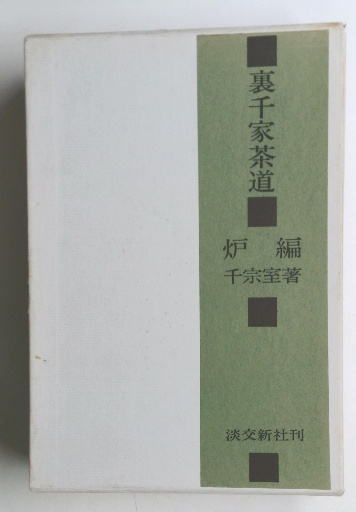 裏千家茶道
炉編
千宗室著
淡交新社刊